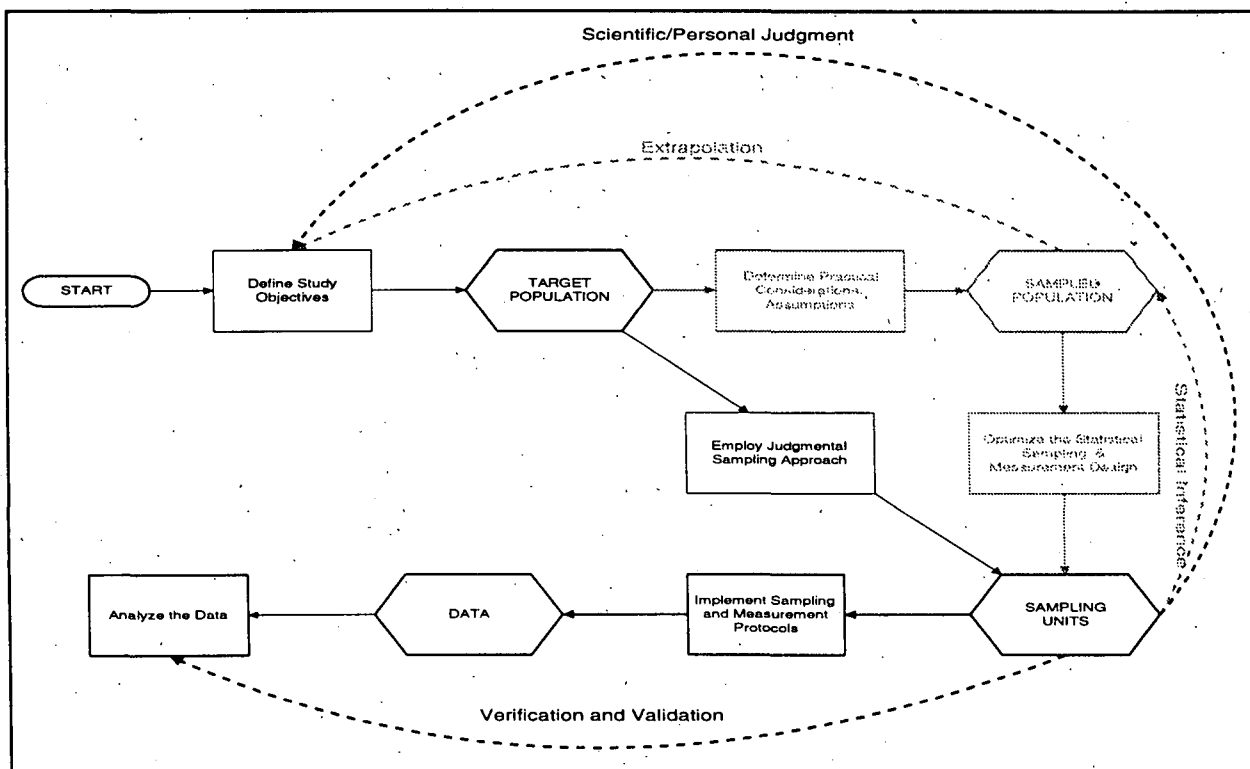 Scientific/Personal Judgment
Extrapolation
START
Define Study
Objectives
TARGET
POPULATION
Determine Practical
Considerations,
Assumptions
SAMPLED
POPULATION
Employ Judgmental
Sampling Approach
Optimize the Statistical
Sampling &
Measurement Design
Statistical Inference
Analyze the Data
DATA
Implement Sampling
and Measurement
Protocols
SAMPLING
UNITS
Verification and Validation